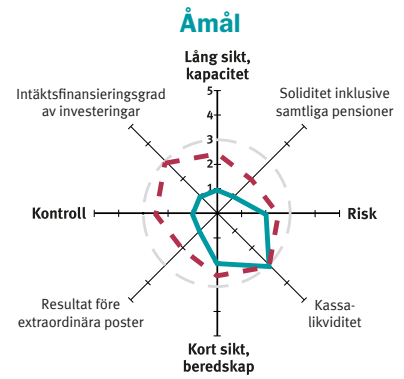 Åmål
Lång sikt,
kapacitet
Intäktsfinansieringsgrad
av investeringar
Soliditet inklusive
samtliga pensioner
5
4
3
2
1
Kontroll
Risk
Resultat före
extraordinära poster
Kassa-
likviditet
Kort sikt,
beredskap